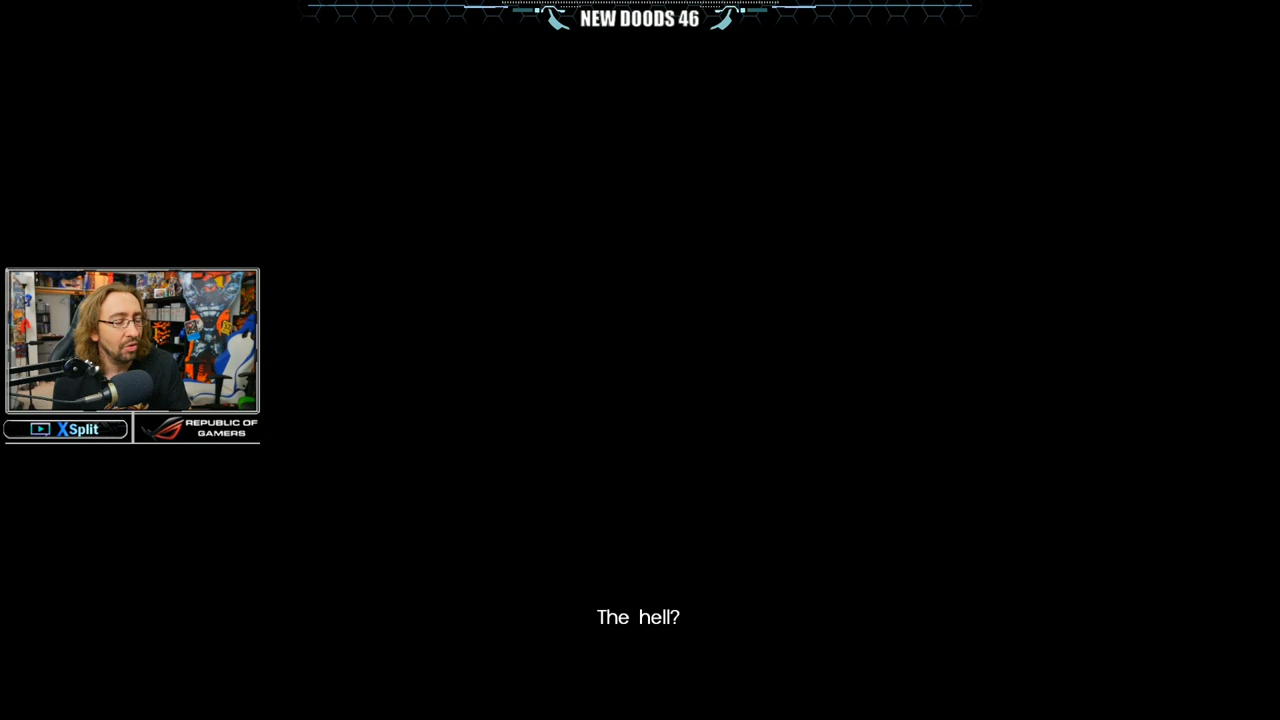 NEW DOODS 46
XSplit
REPUBLIC OF
GAMERS
The hell?